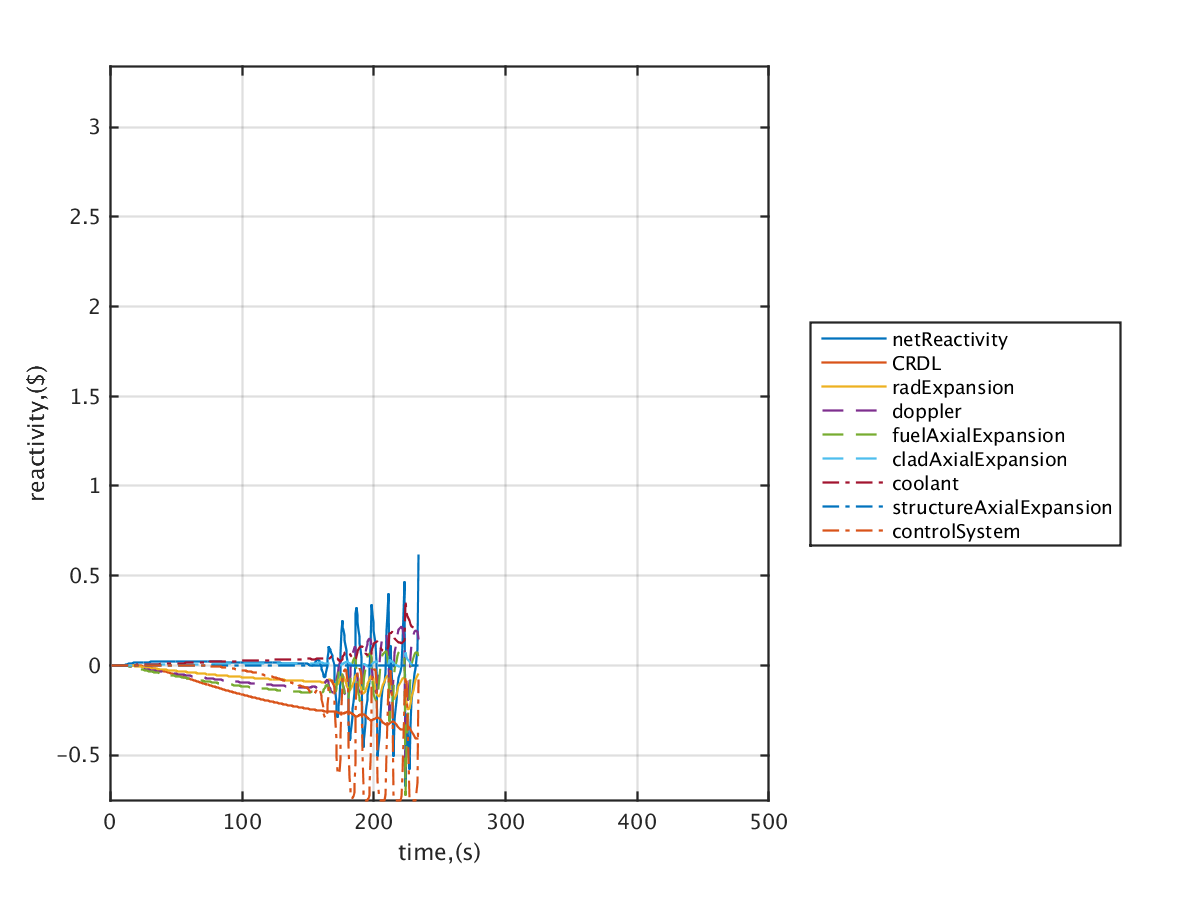 3
2.5
2
1.5
1
0.5
0
−0.5
reactivity,($)
0 100 200 300 400 500
time,(s)
netReactivity
CRDL
radExpansion
doppler
fuelAxialExpansion
cladAxialExpansion
coolant
structureAxialExpansion
controlSystem